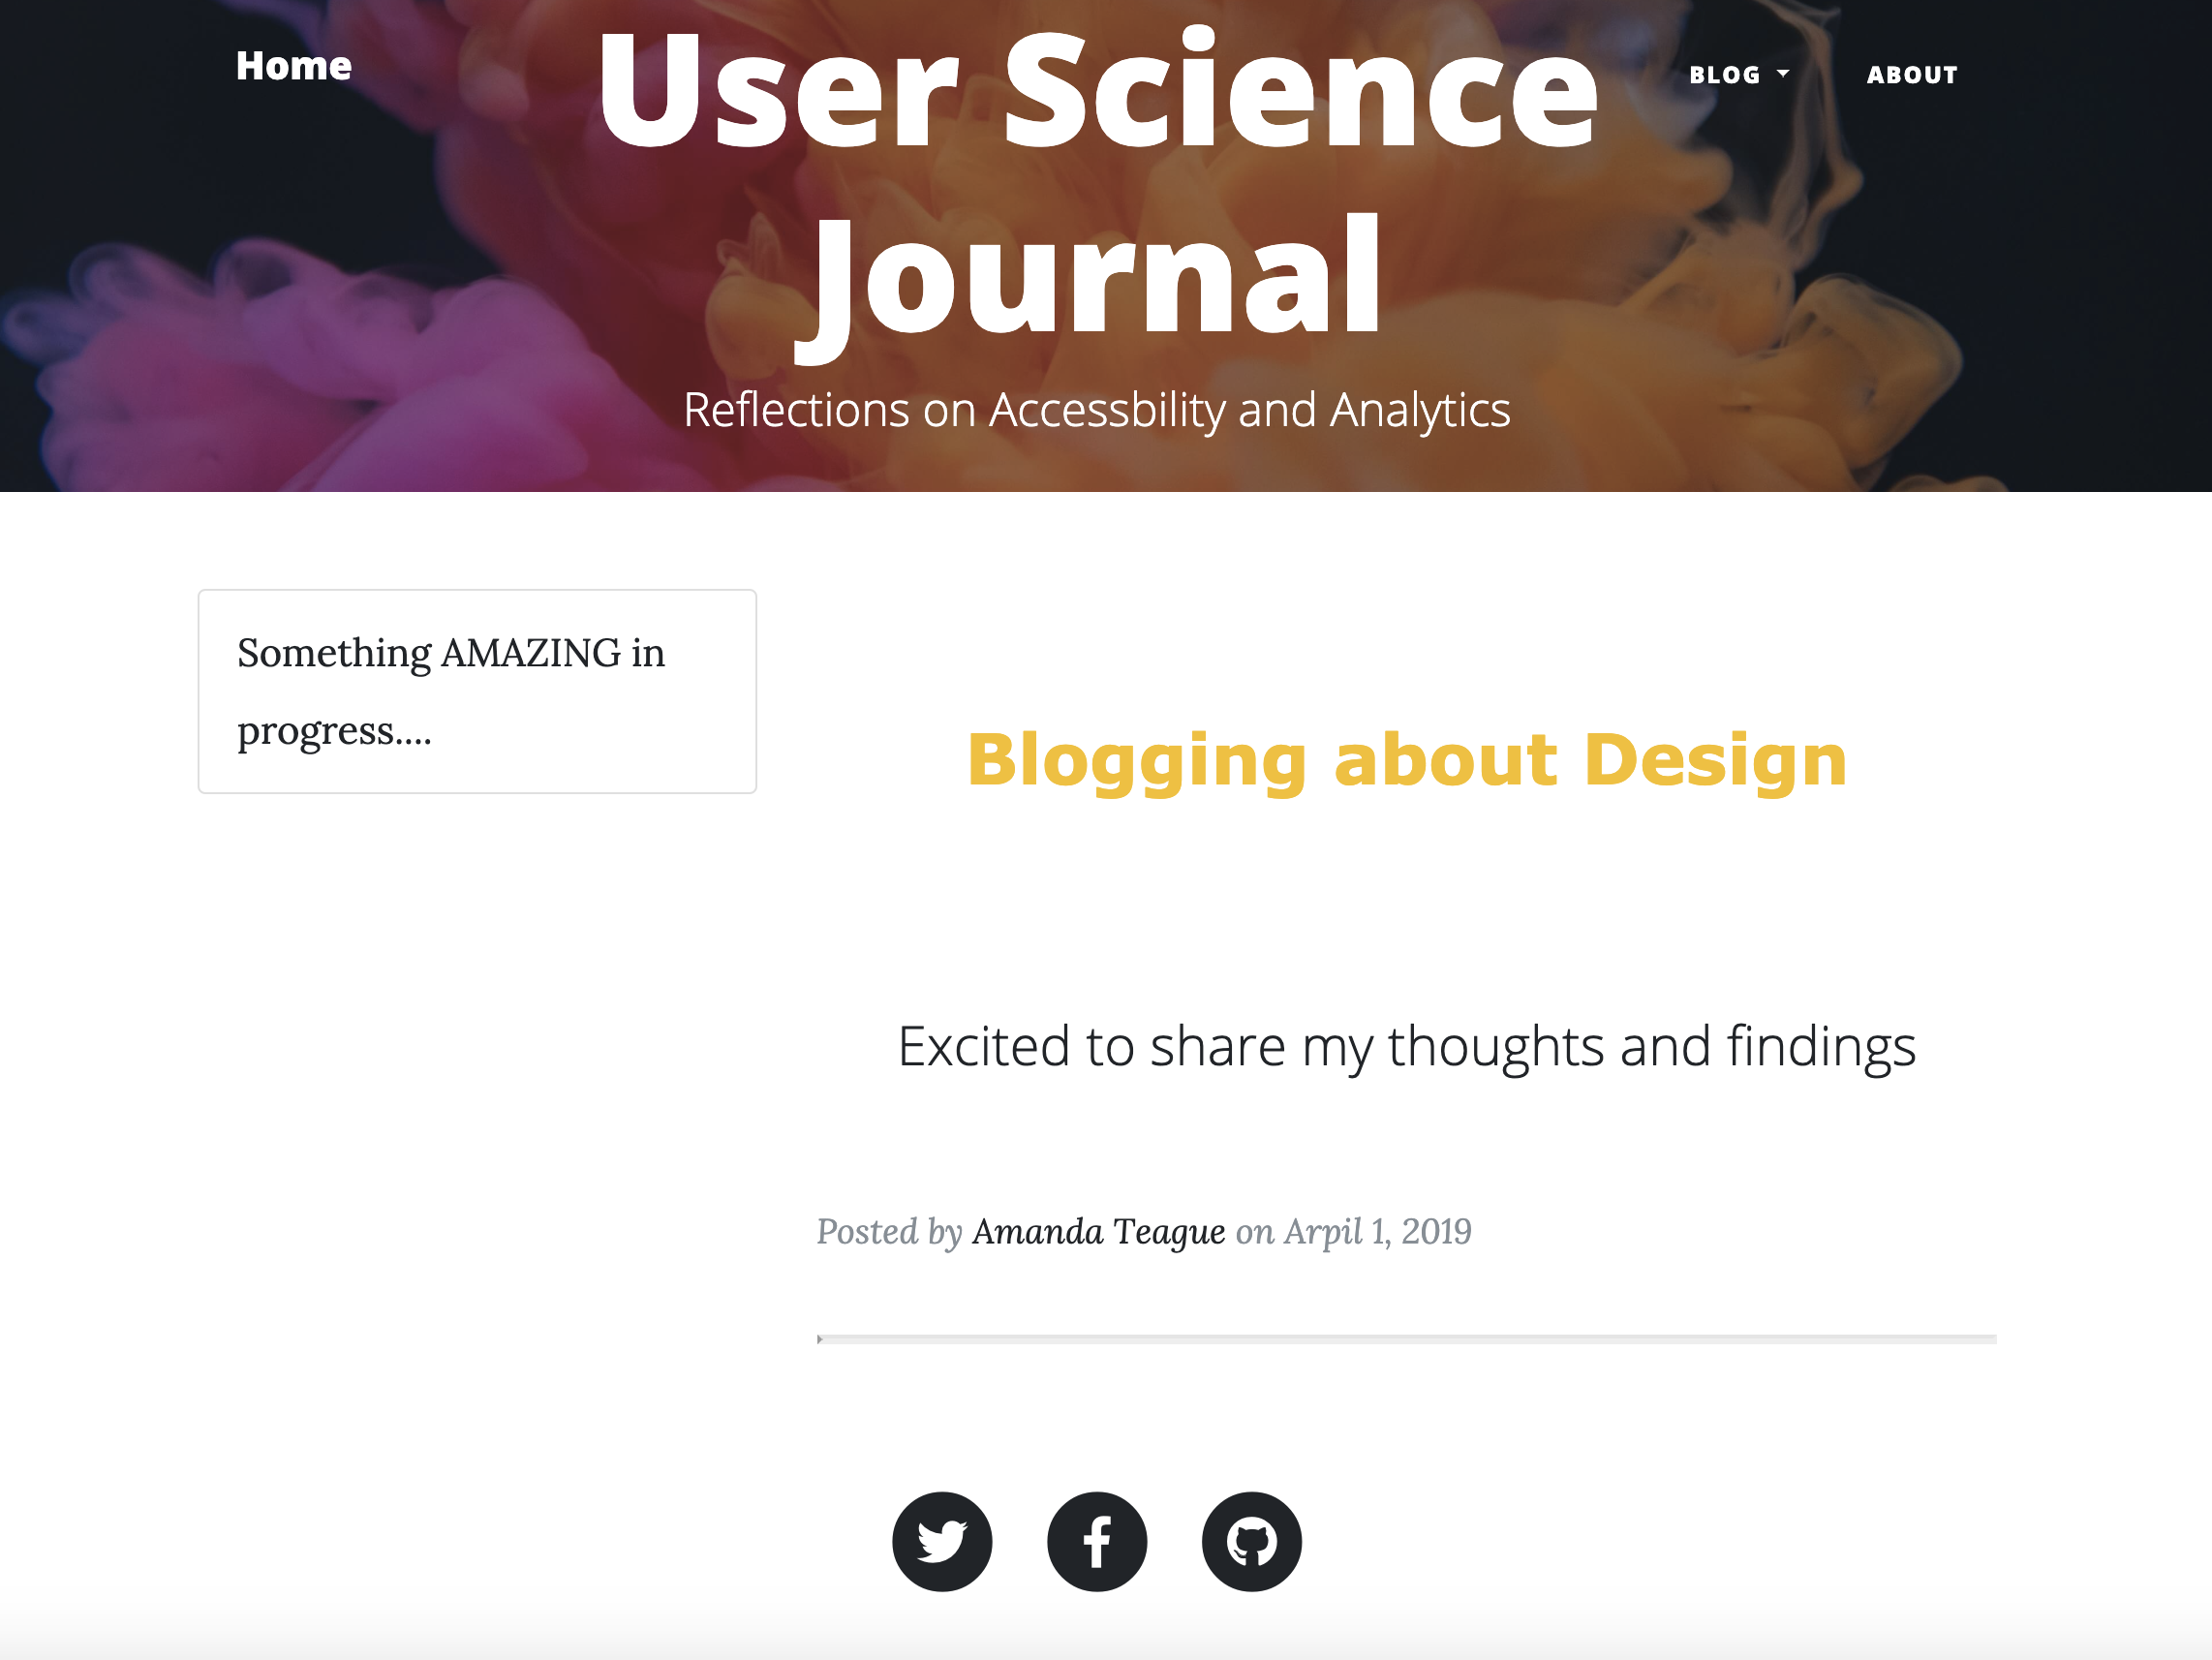 Home
User Science
Journal
BLOG
ABOUT
Reflections on Accessbility and Analytics
Something AMAZING in
progress....
Blogging about Design
Excited to share my thoughts and findings
Posted by Amanda Teague on Arpil 1, 2019